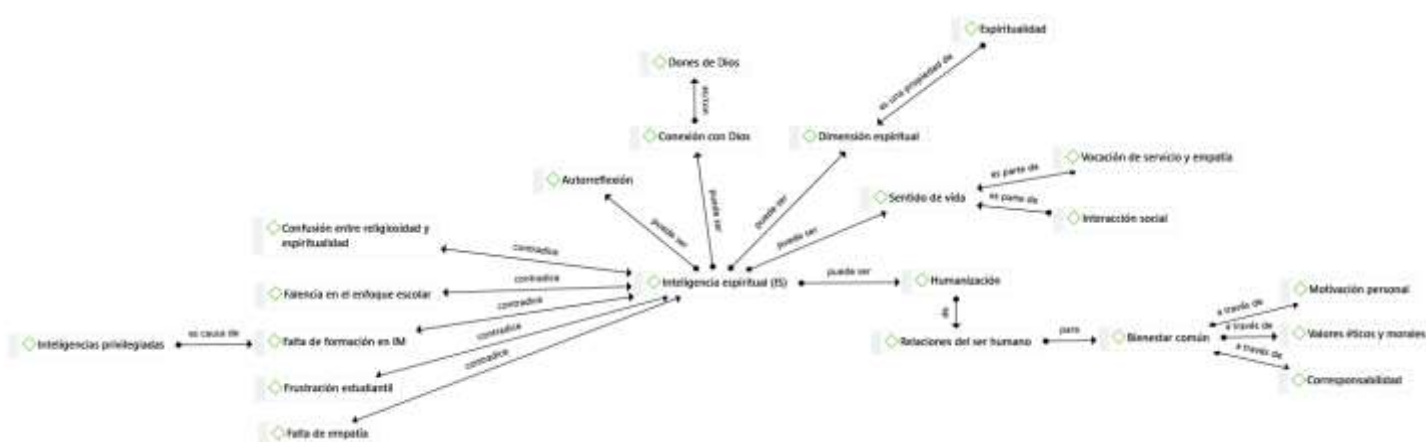 Espiritualidad
es una propiedad de
Dones de Dios
Conexión con Dios
Dimensión espiritual
Vocación de servicio y empatía
es parte de
Autorreflexión
Sentido de vida
es parte de
Interacción social
puede ser
puede ser
puede ser
puede ser
Confusión entre religiosidad y
espiritualidad
contradice
Inteligencia espiritual (IS)
puede ser
Humanización
contradice
Falencia en el enfoque escolar
Motivación personal
contradice
de
a través de
Inteligencias privilegiadas
es causa de
Falta de formación en IM
contradice
Relaciones del ser humano
para
Bienestar común
a través de
Valores éticos y morales
contradice
a través de
Frustración estudiantil
Corresponsabilidad
Falta de empatía